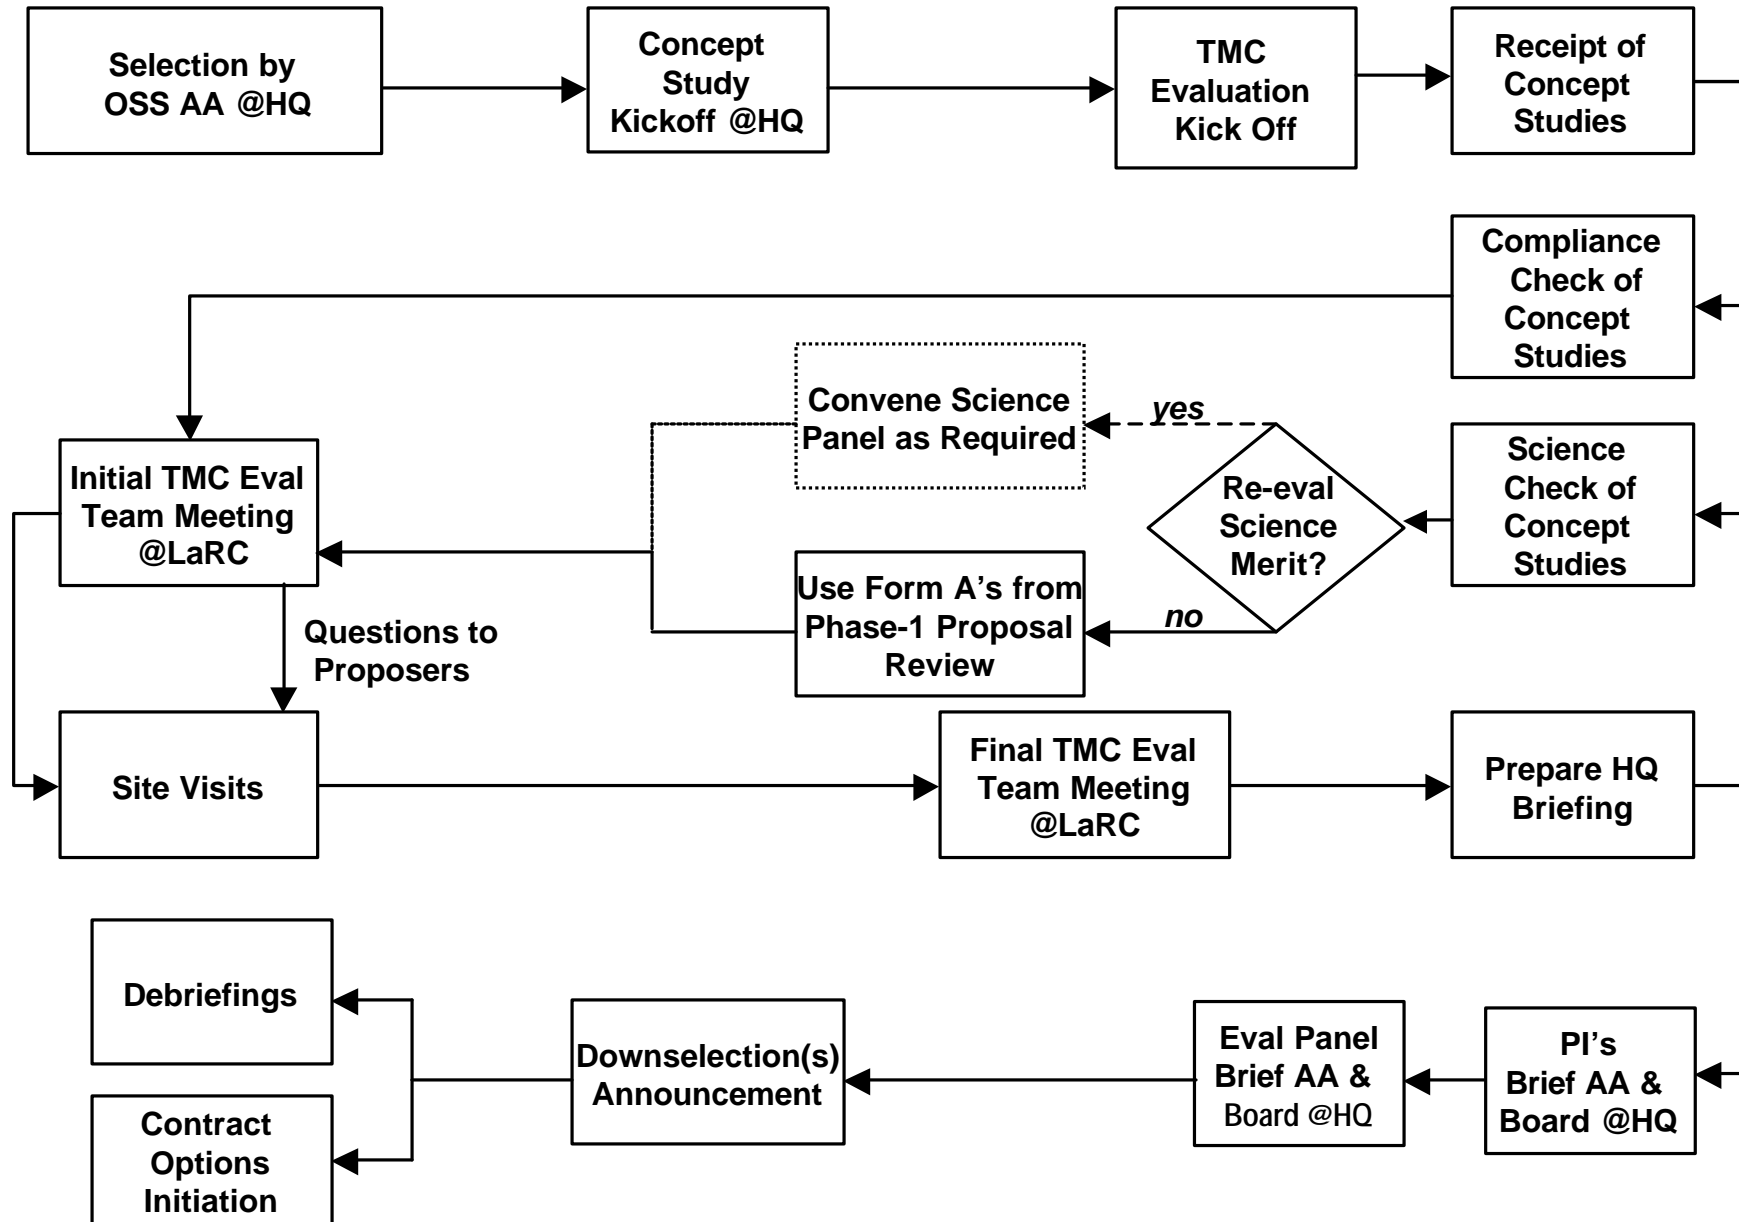 Selection by
OSS AA @HQ
Concept
Study
Kickoff @HQ
TMC
Evaluation
Kick Off
Receipt of
Concept
Studies
Compliance
Check of
Concept
Studies
Convene Science
Panel as Required
yes
Initial TMC Eval
Team Meeting
@LaRC
Re-eval
Science
Merit?
Science
Check of
Concept
Studies
Use Form A's from
Phase-1 Proposal
Review
no
Questions to
Proposers
Site Visits
Final TMC Eval
Team Meeting
@LaRC
Prepare HQ
Briefing
Debriefings
Downselection(s)
Announcement
Eval Panel
Brief AA &
Board @HQ
PI's
Brief AA &
Board @HQ
Contract
Options
Initiation